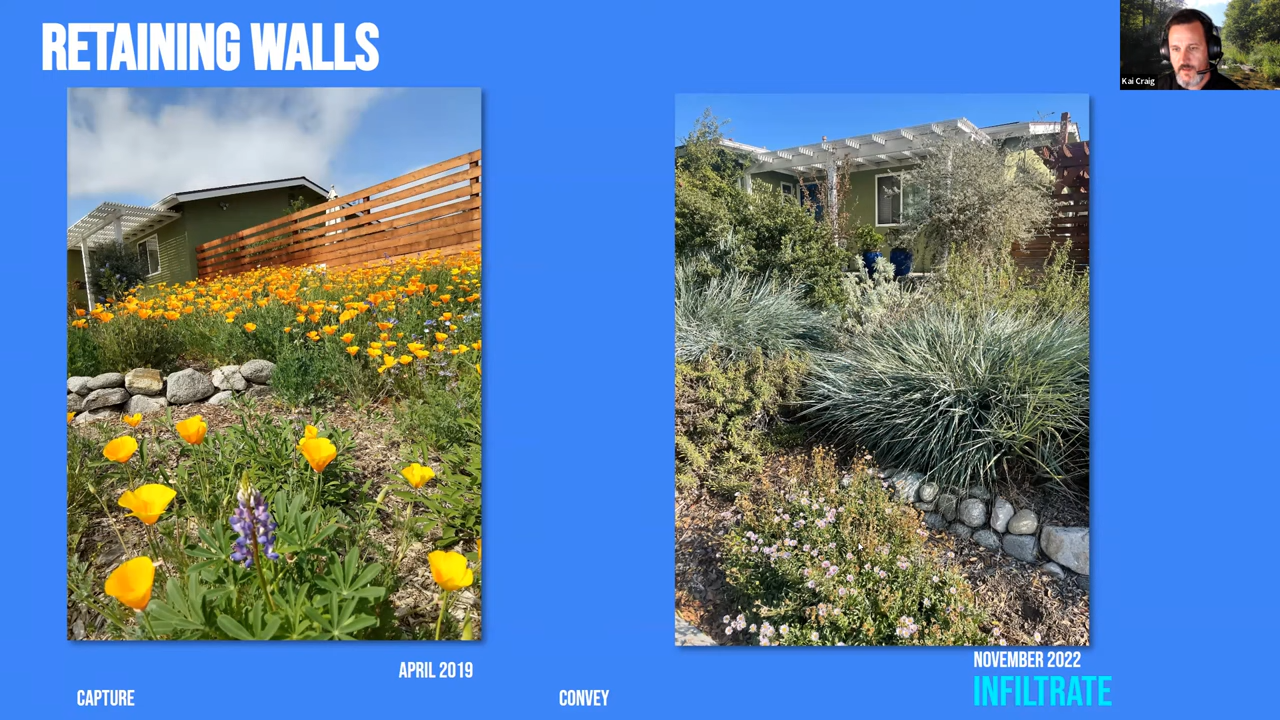 RETAINING WALLS
Kai Craig
APRIL 2019
NOVEMBER 2022
CAPTURE
CONVEY
INFILTRATE